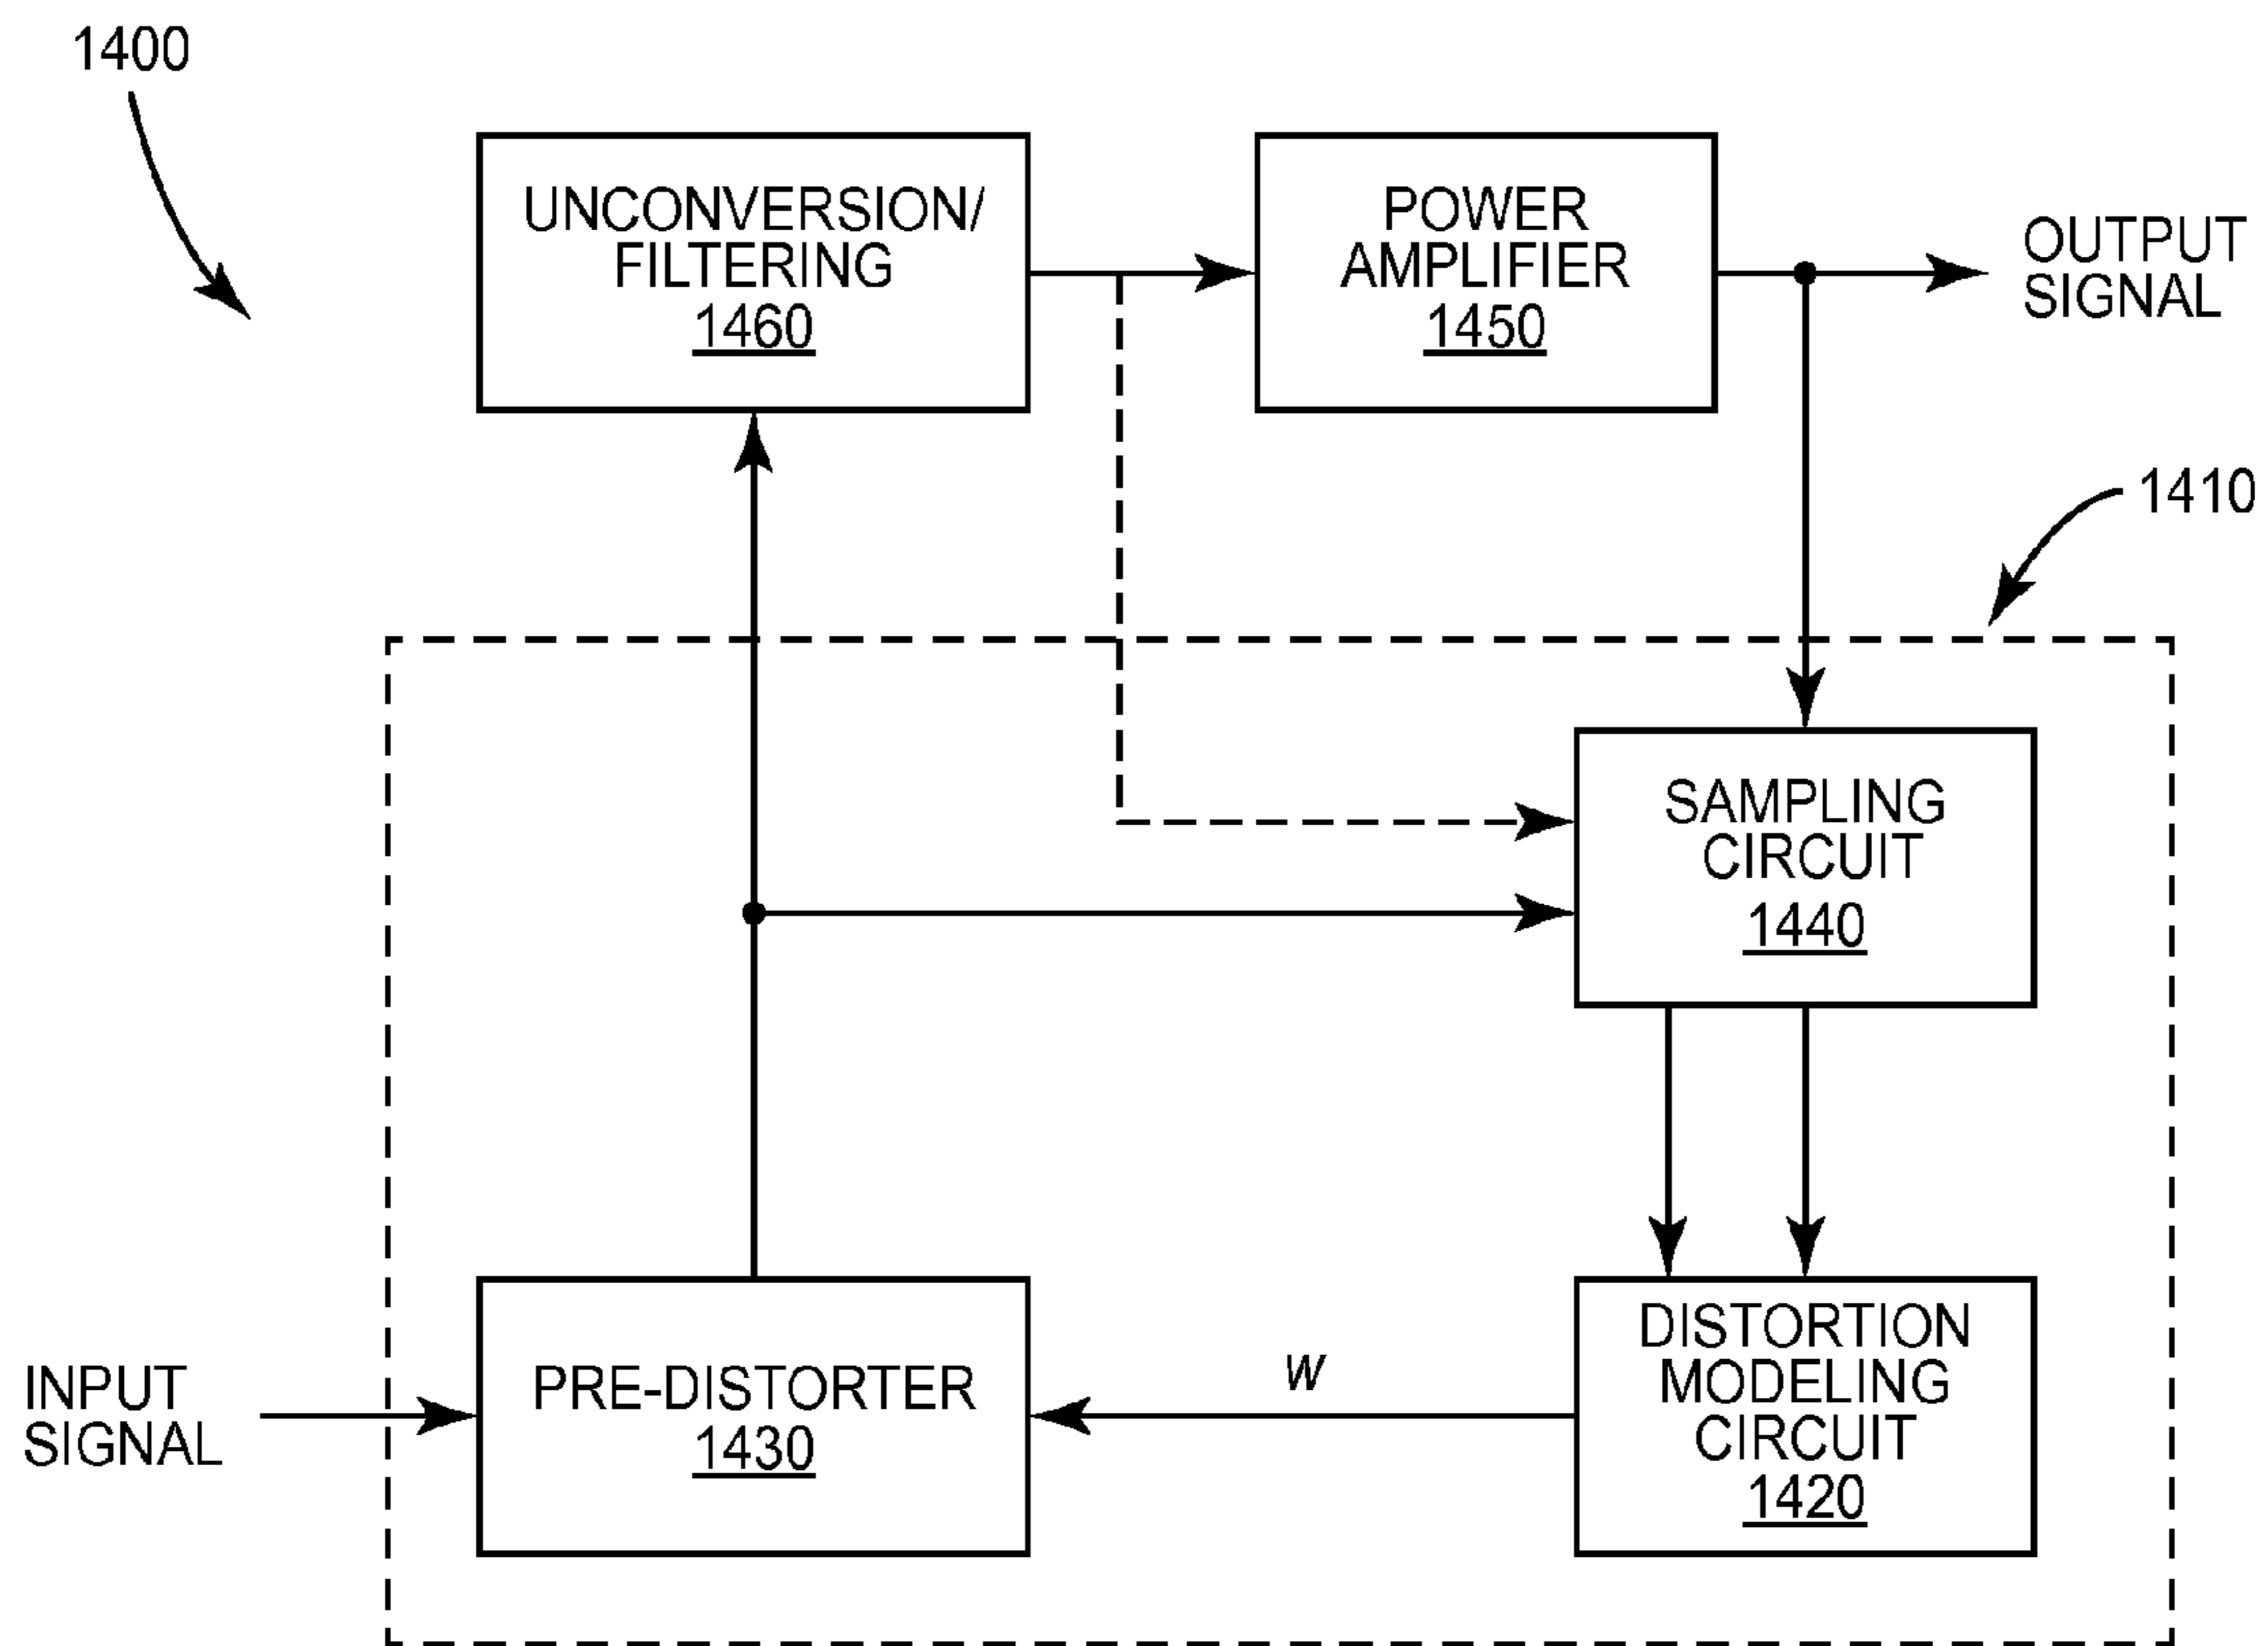 1400
UNCONVERSION/
FILTERING
1460
POWER
AMPLIFIER
1450
OUTPUT
SIGNAL
1410
SAMPLING
CIRCUIT
1440
INPUT
SIGNAL
PRE-DISTORTER
1430
W
DISTORTION
MODELING
CIRCUIT
1420